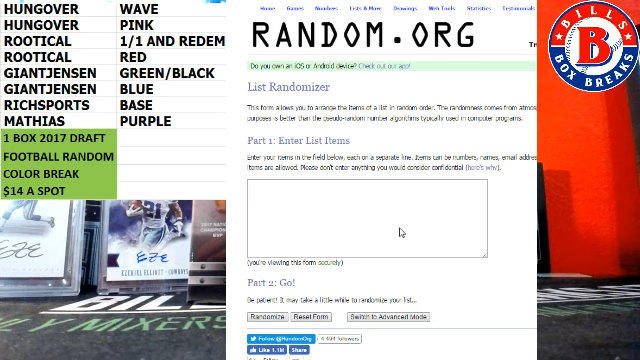 HUNGOVER WAVE
HUNGOVER PINK
ROOTICAL 1/1 AND REDEM
ROOTICAL RED
GIANTJENSEN GREEN/BLACK
GIANTJENSEN BLUE
RICHSPORTS BASE
MATHIAS PURPLE
1 BOX 2017 DRAFT
FOOTBALL RANDOM
COLOR BREAK
$14 A SPOT
EZEKIEL ELLIOTT
21
Home Games Numbers Lists & More Drawings Web Tools Statistics Testimonials
RANDOM.ORG
Do you own an iOS or Android device? Check out our app!
List Randomizer
This form allows you to arrange the items of a list in random order. The randomness comes from atmos
purposes is better than the pseudo-random number algorithms typically used in computer programs.
Part 1: Enter List Items
Enter your items in the field below, each on a separate line. Items can be numbers, names, email address
items are allowed. Please don't enter anything you would consider confidential (here's why).
(you're viewing this form securely)
Part 2: Go!
Be patient! It may take a little while to randomize your list...
Randomize Reset Form Switch to Advanced Mode
Follow @RandomOrg 6,494 followers
Like 1.1M Share
BILLS
B
BOX BREAKS